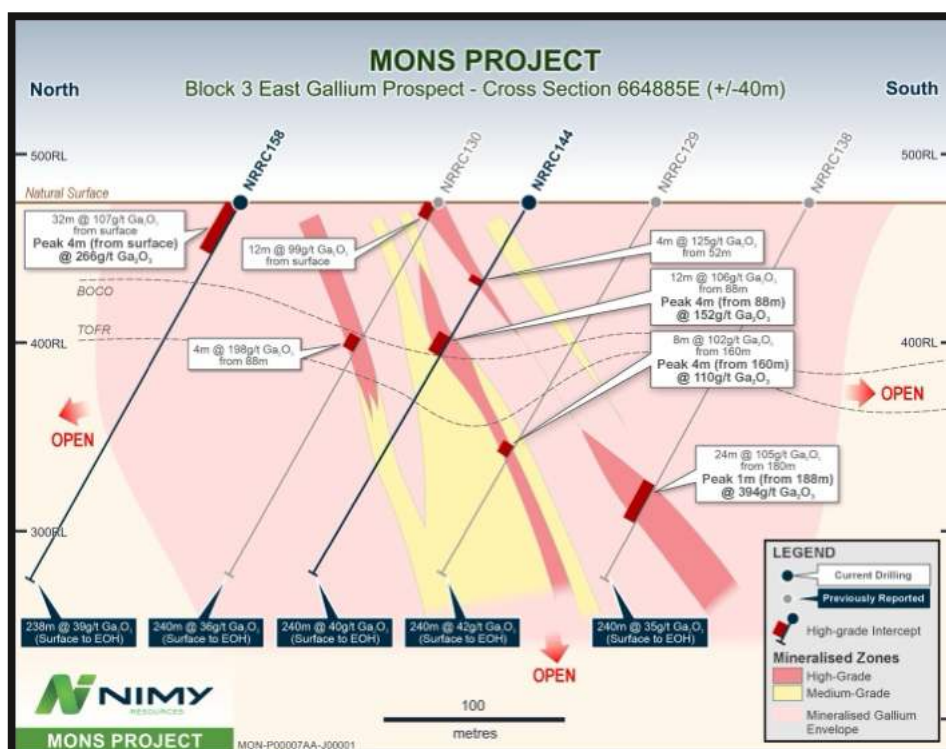 MONS PROJECT
Block 3 East Gallium Prospect - Cross Section 664885E (+/-40m)
North
South
NRRC158
NRRC130
NRRC144
NRRC129
NRRC138
500RL
500RL
Natural Surface
32m @ 107g/t Ga₂O₃
from surface
Peak 4m (from surface)
@ 266g/t Ga₂O₃
12m @ 99g/t Ga₂O₃
from surface
4m @ 125g/t Ga₂O₃
from 52m
12m @ 106g/t Ga₂O₃
from 88m
Peak 4m (from 88m)
@ 152g/t Ga₂O₃
BOCO
TOFR
400RL
400RL
4m @ 198g/t Ga₂O₃
from 88m
8m @ 102g/t Ga₂O₃
from 160m
Peak 4m (from 160m)
@ 110g/t Ga₂O₃
OPEN
OPEN
24m @ 105g/t Ga₂O₃
from 180m
Peak 1m (from 188m)
@ 394g/t Ga₂O₃
300RL
238m @ 39g/t Ga₂O₃
(Surface to EOH)
240m @ 36g/t Ga₂O₃
(Surface to EOH)
240m @ 40g/t Ga₂O₃
(Surface to EOH)
240m @ 42g/t Ga₂O₃
(Surface to EOH)
240m @ 35g/t Ga₂O₃
(Surface to EOH)
OPEN
LEGEND
Current Drilling
Previously Reported
High-grade Intercept
Mineralised Zones
High-Grade
Medium-Grade
Mineralised Gallium
Envelope
NIMY
RESOURCES
MONS PROJECT
MON-P00007AA-J00001
100
metres